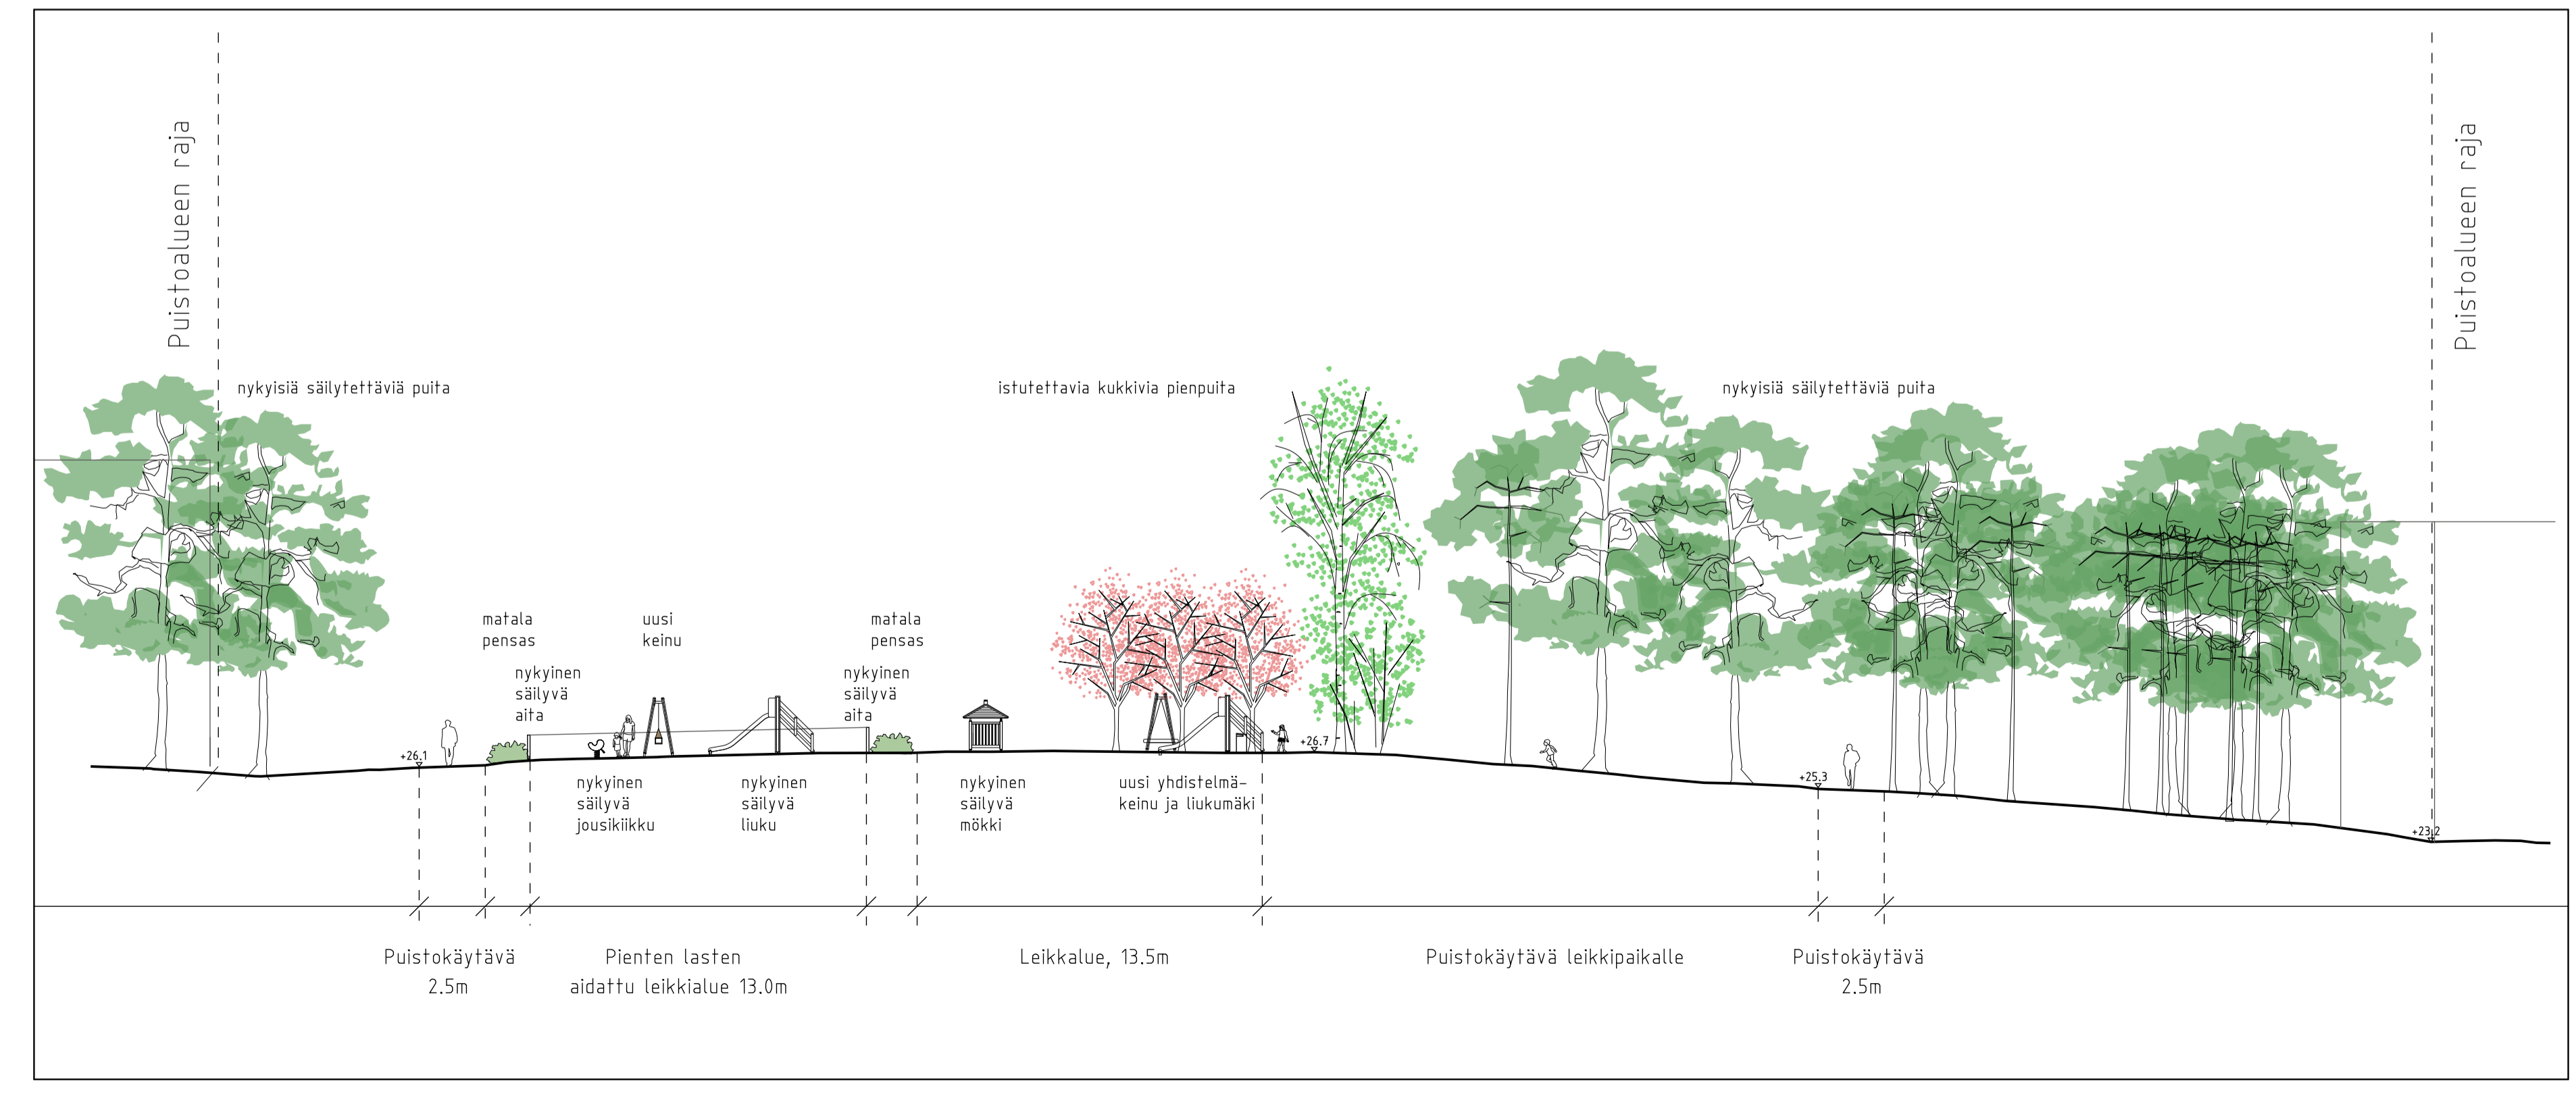 Puistoalueen raja
Puistoalueen raja
nykyisiä säilytettäviä puita
istutettavia kukkivia pienpuita
nykyisiä säilytettäviä puita
matala
pensas
uusi
keinu
matala
pensas
nykyinen
säilyvä
aita
nykyinen
säilyvä
aita
+26.1
+26.7
+25.3
+23.2
nykyinen
säilyvä
jousikiikku
nykyinen
säilyvä
liuku
nykyinen
säilyvä
mökki
uusi yhdistelmä-
keinu ja liukumäki
Puistokäytävä
2.5m
Pienten lasten
aidattu leikkialue 13.0m
Leikkalue, 13.5m
Puistokäytävä leikkipaikalle
Puistokäytävä
2.5m